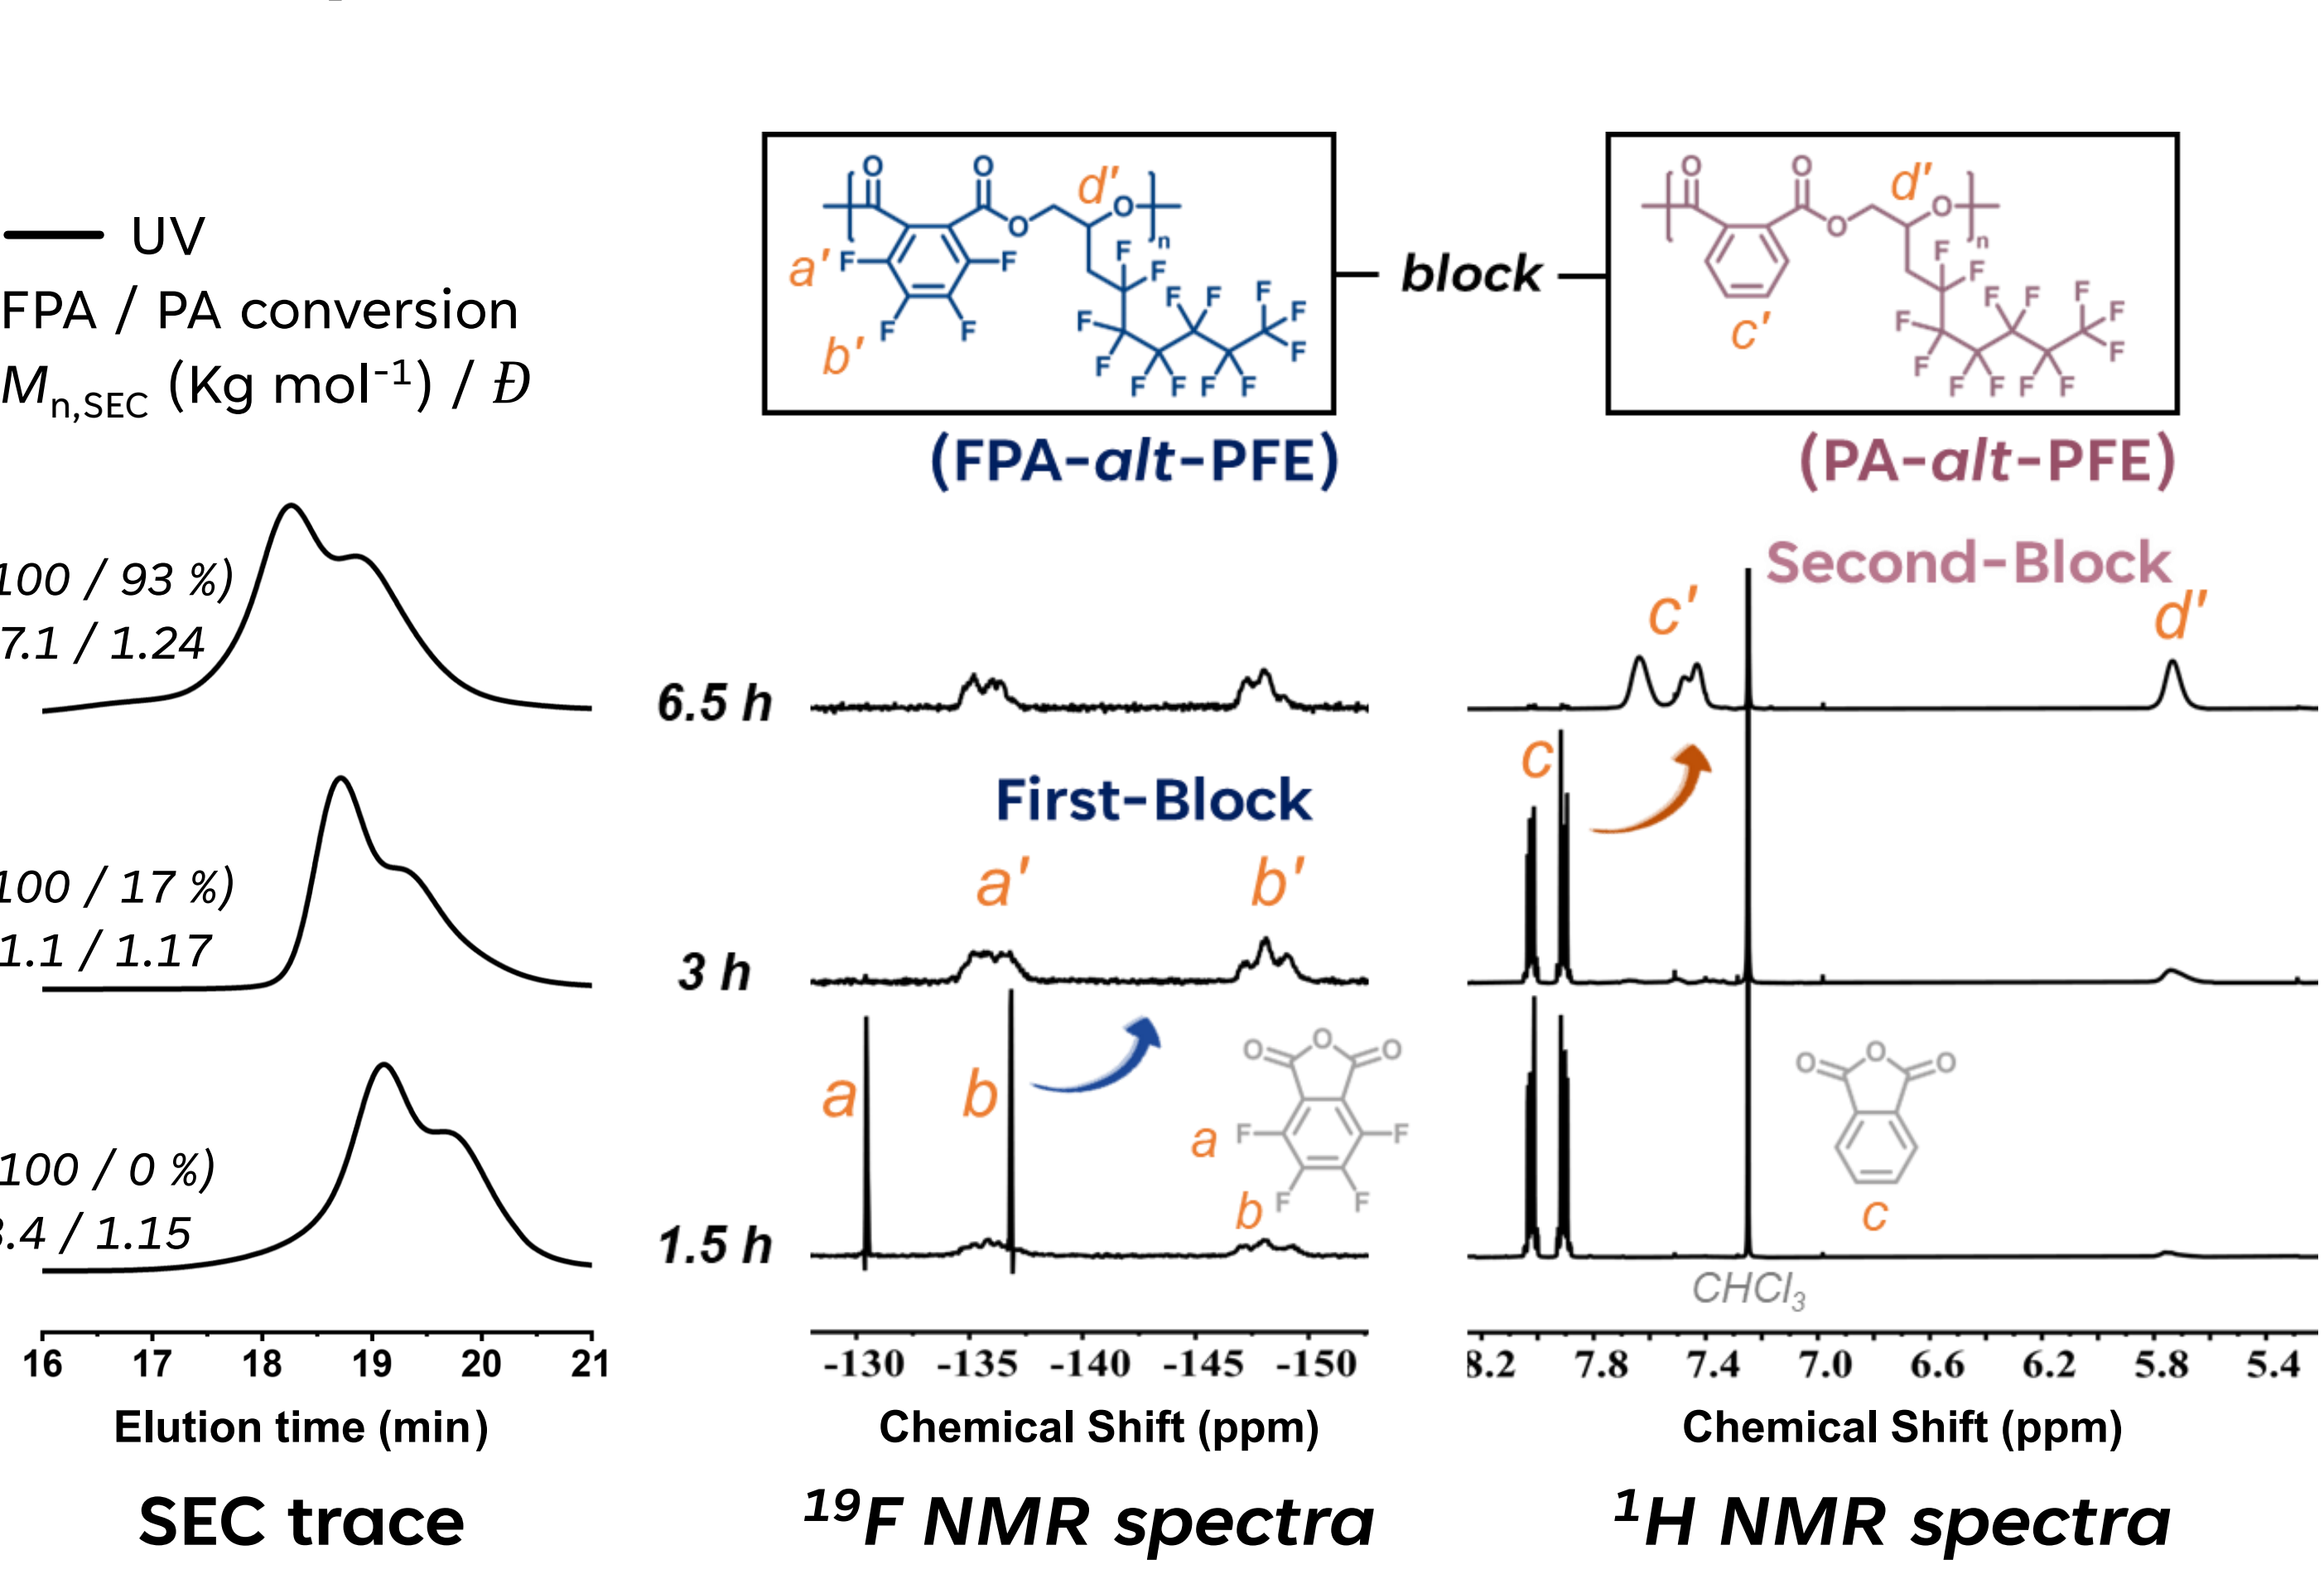 UV
FPA / PA conversion
Mn,SEC (Kg mol-1) / Đ
100 / 93 %)
7.1 / 1.24
100 / 17 %)
1.1 / 1.17
100 / 0 %)
.4 / 1.15
16 17 18 19 20 21
Elution time (min)
SEC trace
O O d' O O n
a' F F F F
b' F F
F F F F F F F F F F F
(FPA-alt-PFE)
block
O O d' O O n
c'
F F F F F F F F F F F F F
(PA-alt-PFE)
6.5 h
First-Block
a' b'
3 h
a b
O O O
a F F
b F F
1.5 h
-130 -135 -140 -145 -150
Chemical Shift (ppm)
19F NMR spectra
Second-Block
c' d'
c
O O O
c
CHCl3
8.2 7.8 7.4 7.0 6.6 6.2 5.8 5.4
Chemical Shift (ppm)
1H NMR spectra